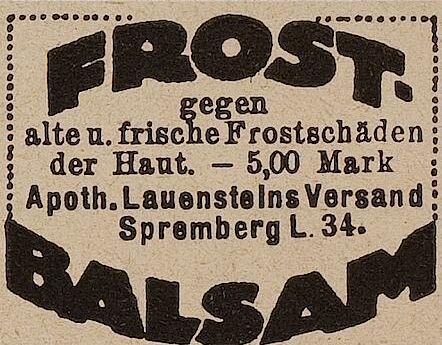 FROST.
gegen
alte u. frische Frostschäden
der Haut. – 5,00 Mark
Apoth. Lauensteins Versand
Spremberg L. 34.
BALSAM